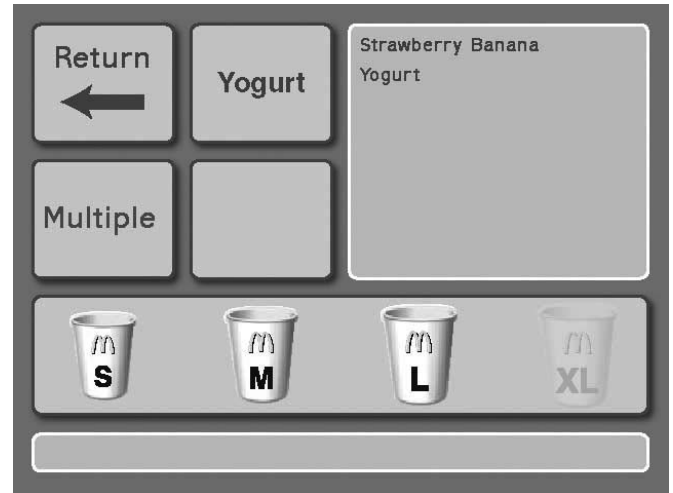 Return
Yogurt
Strawberry Banana
Yogurt
Multiple
S
M
L
XL